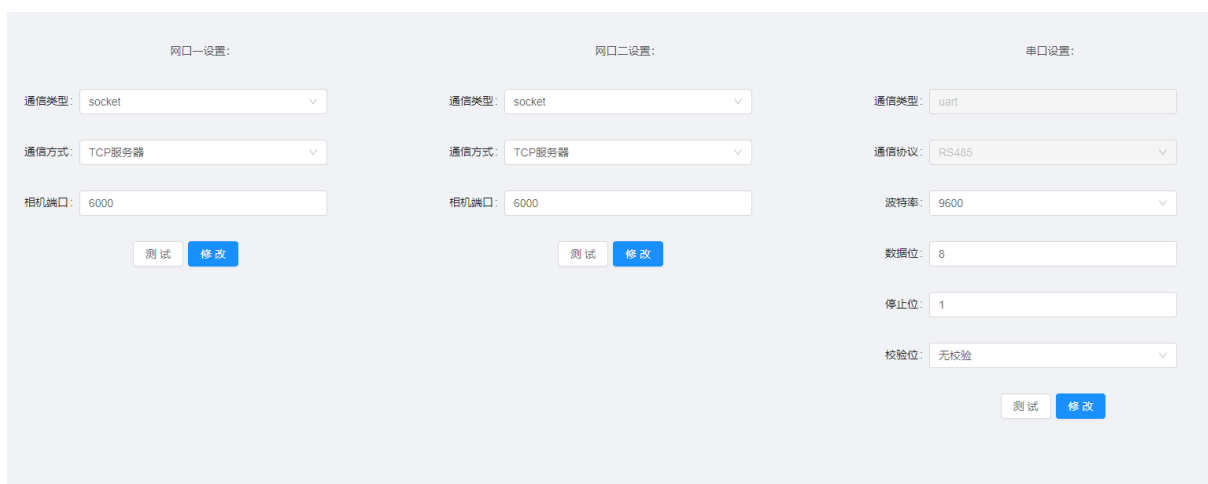 网口一设置:
通信类型: socket
通信方式: TCP服务器
相机端口: 6000
测 试 修 改
网口二设置:
通信类型: socket
通信方式: TCP服务器
相机端口: 6000
测 试 修 改
串口设置:
通信类型: uart
通信协议: RS485
波特率: 9600
数据位: 8
停止位: 1
校验位: 无校验
测 试 修 改